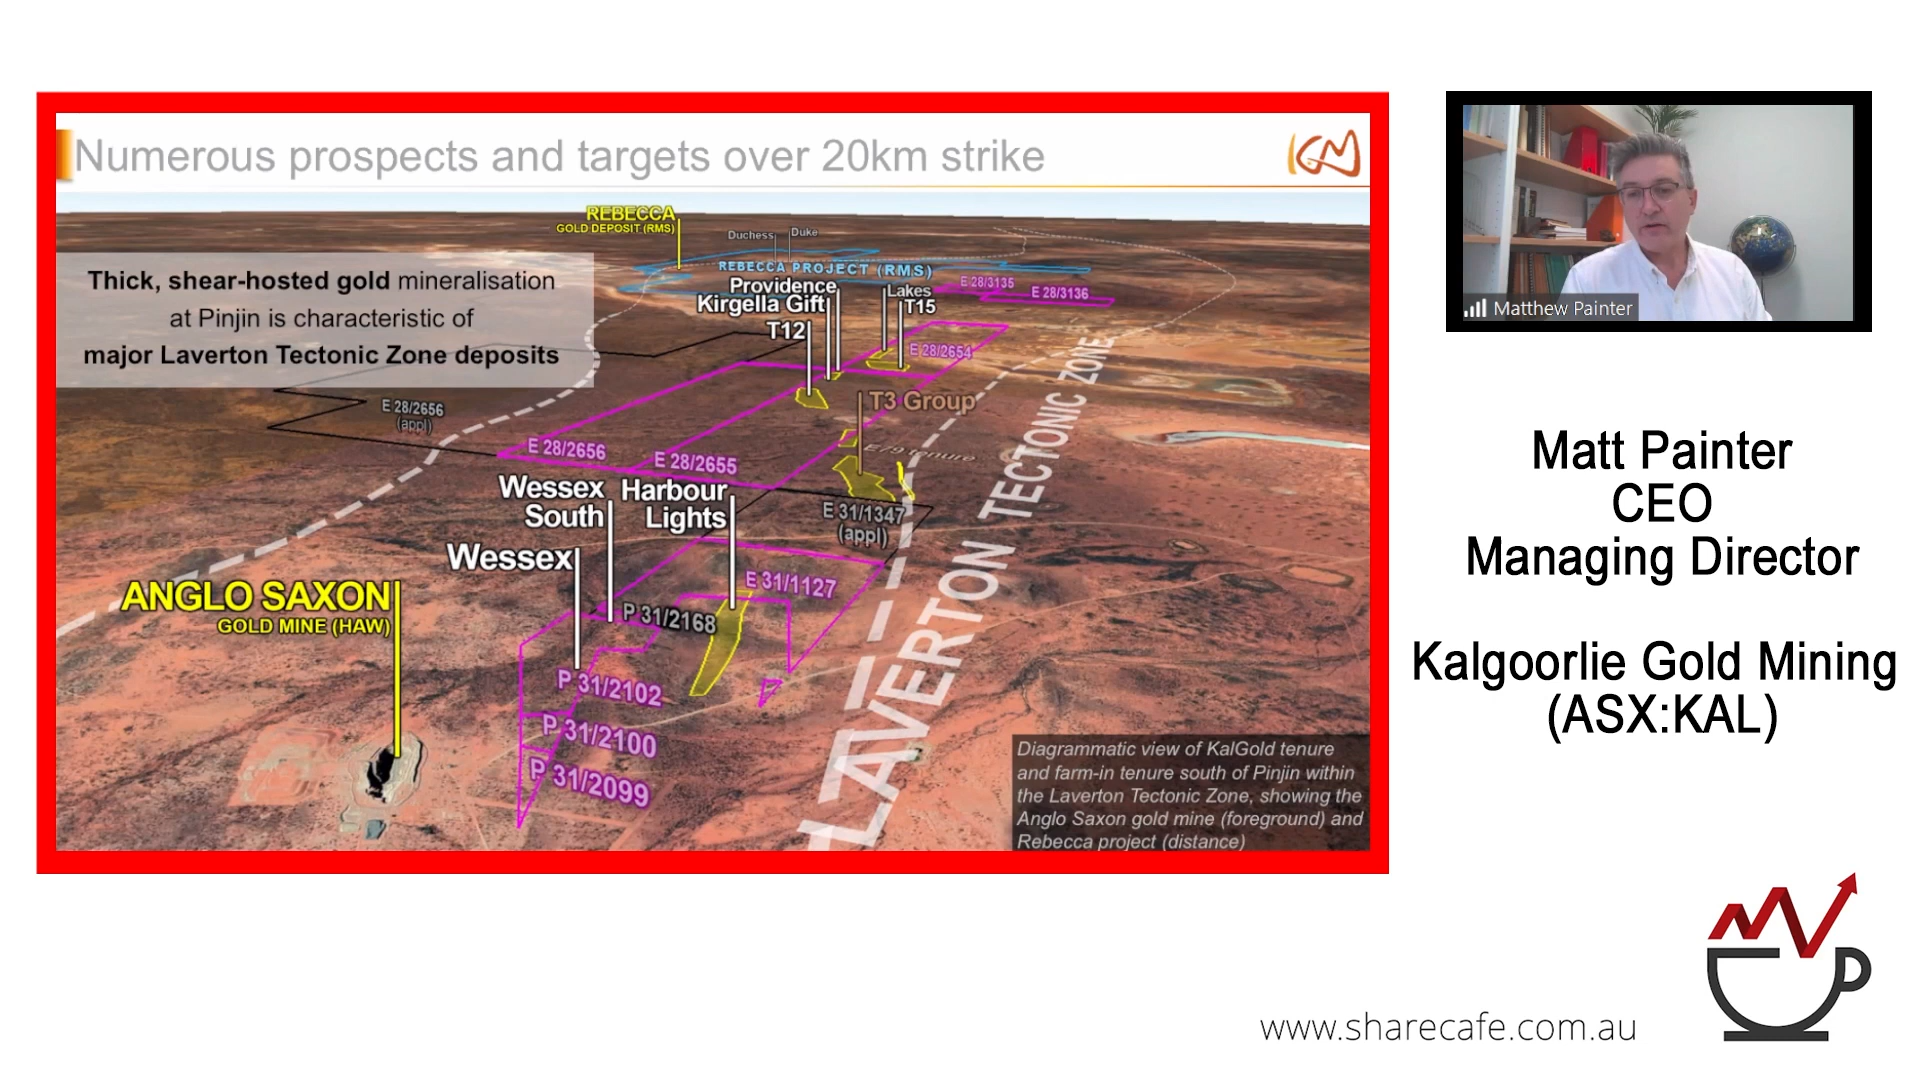 Numerous prospects and targets over 20km strike
REBECCA
GOLD DEPOSIT (RMS)
Duchess
Duke
REBECCA PROJECT (RMS)
Thick, shear-hosted gold mineralisation
at Pinjin is characteristic of
major Laverton Tectonic Zone deposits
Providence
Kirgella Gift
T12
Lakes
T15
E 28/3135
E 28/3136
E 28/2654
T3 Group
E79 tenure
E 28/2656
(appl)
E 28/2656
E 28/2655
Wessex
South
Harbour
Lights
E 31/1347
(appl)
Wessex
E 31/1127
P 31/2168
ANGLO SAXON
GOLD MINE (HAW)
P 31/2102
P 31/2100
P 31/2099
LAVERTON TECTONIC ZONE
Diagrammatic view of KalGold tenure
and farm-in tenure south of Pinjin within
the Laverton Tectonic Zone, showing the
Anglo Saxon gold mine (foreground) and
Rebecca project (distance)
Matthew Painter
Matt Painter
CEO
Managing Director
Kalgoorlie Gold Mining
(ASX:KAL)
www.sharecafe.com.au